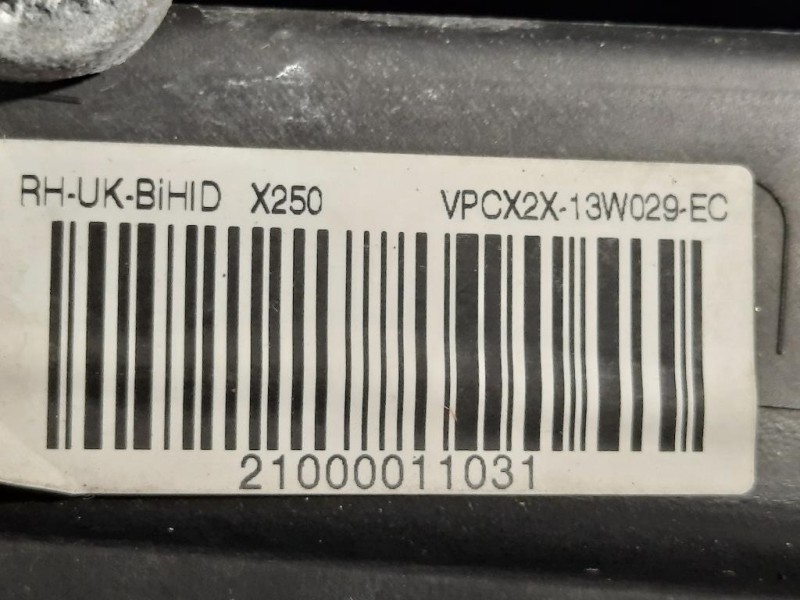 RH-UK-BiHID X250 VPCX2X-13W029-EC
21000011031